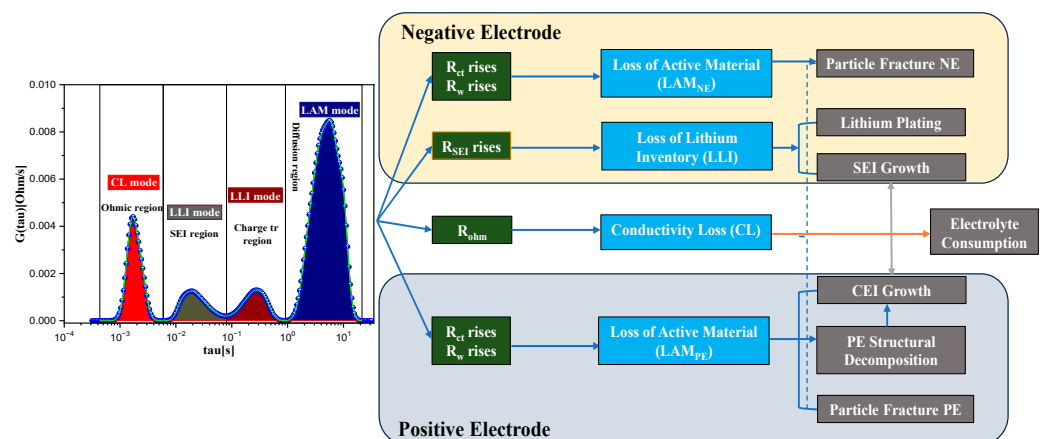 Negative Electrode
R_ct rises
R_w rises
Loss of Active Material
(LAM_NE)
Particle Fracture NE
Lithium Plating
R_SEI rises
Loss of Lithium
Inventory (LLI)
SEI Growth
R_ohm
Conductivity Loss (CL)
Electrolyte
Consumption
CEI Growth
R_ct rises
R_w rises
Loss of Active Material
(LAM_PE)
PE Structural
Decomposition
Particle Fracture PE
Positive Electrode
G(tau)[Ohm/s]
0.010
0.008
0.006
0.004
0.002
0.000
10^-4
10^-3
10^-2
10^-1
10^0
10^1
tau[s]
CL mode
Ohmic region
LLI mode
SEI region
LLI mode
Charge tr
region
LAM mode
Diffusion region